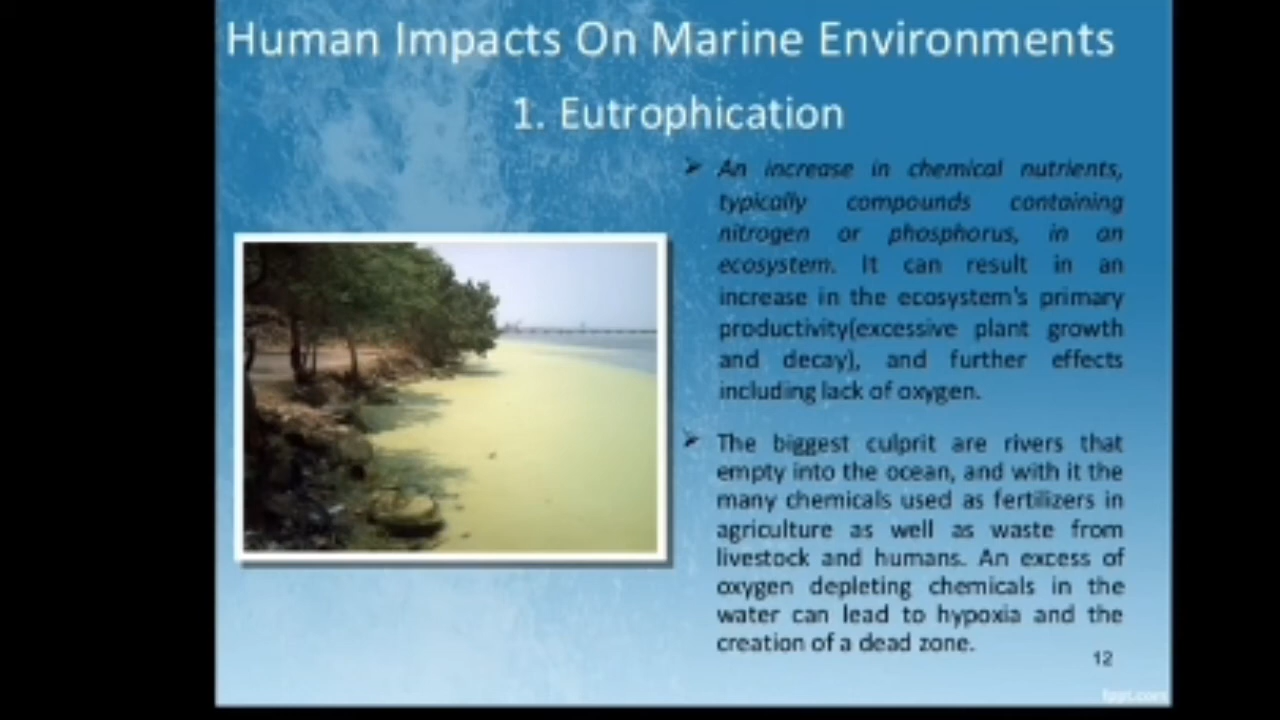 Human Impacts On Marine Environments
1. Eutrophication
An increase in chemical nutrients,
typically compounds containing
nitrogen or phosphorus, in an
ecosystem. It can result in an
increase in the ecosystem's primary
productivity(excessive plant growth
and decay), and further effects
including lack of oxygen.
The biggest culprit are rivers that
empty into the ocean, and with it the
many chemicals used as fertilizers in
agriculture as well as waste from
livestock and humans. An excess of
oxygen depleting chemicals in the
water can lead to hypoxia and the
creation of a dead zone.
12
fppt.com